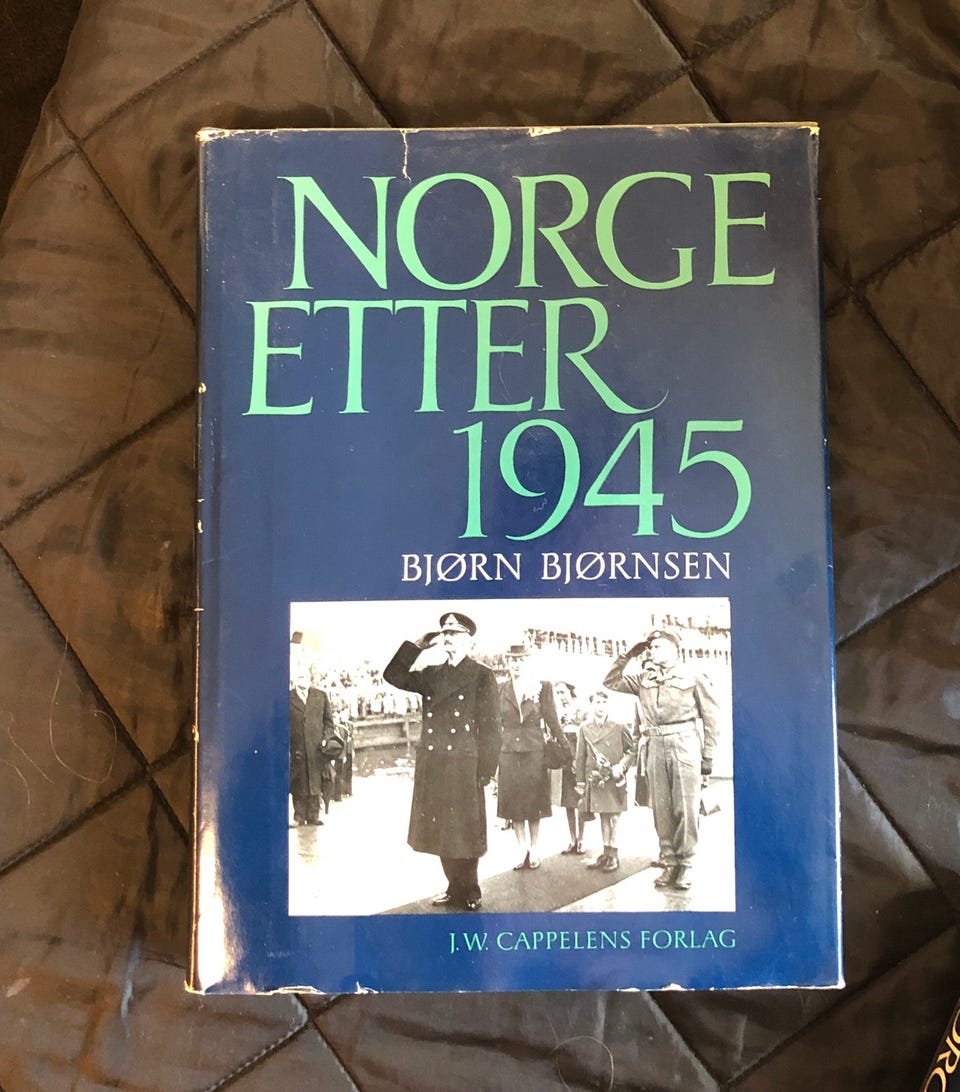 NORGE
ETTER
1945
BJØRN BJØRNSEN
J.W. CAPPELENS FORLAG